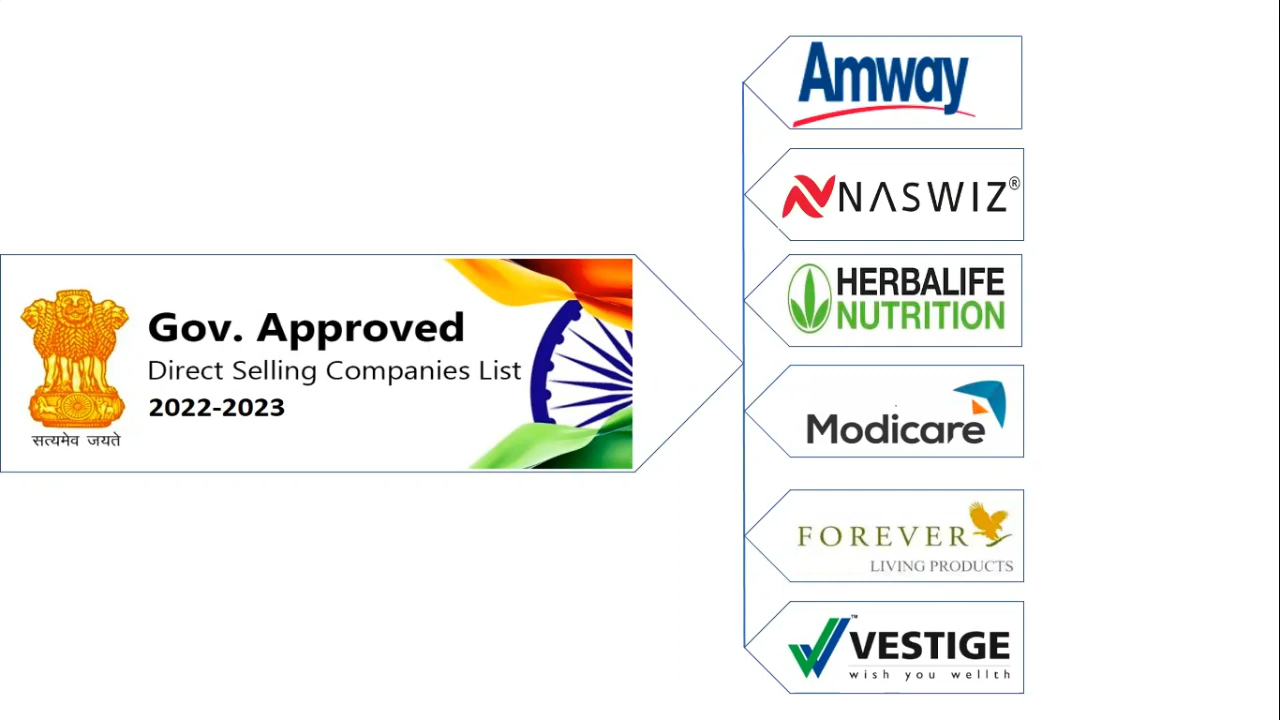 Gov. Approved
Direct Selling Companies List
2022-2023
सत्यमेव जयते
Amway
NASWIZ®
HERBALIFE
NUTRITION
Modicare
FOREVER
LIVING PRODUCTS
VESTIGE™
wish you wellth